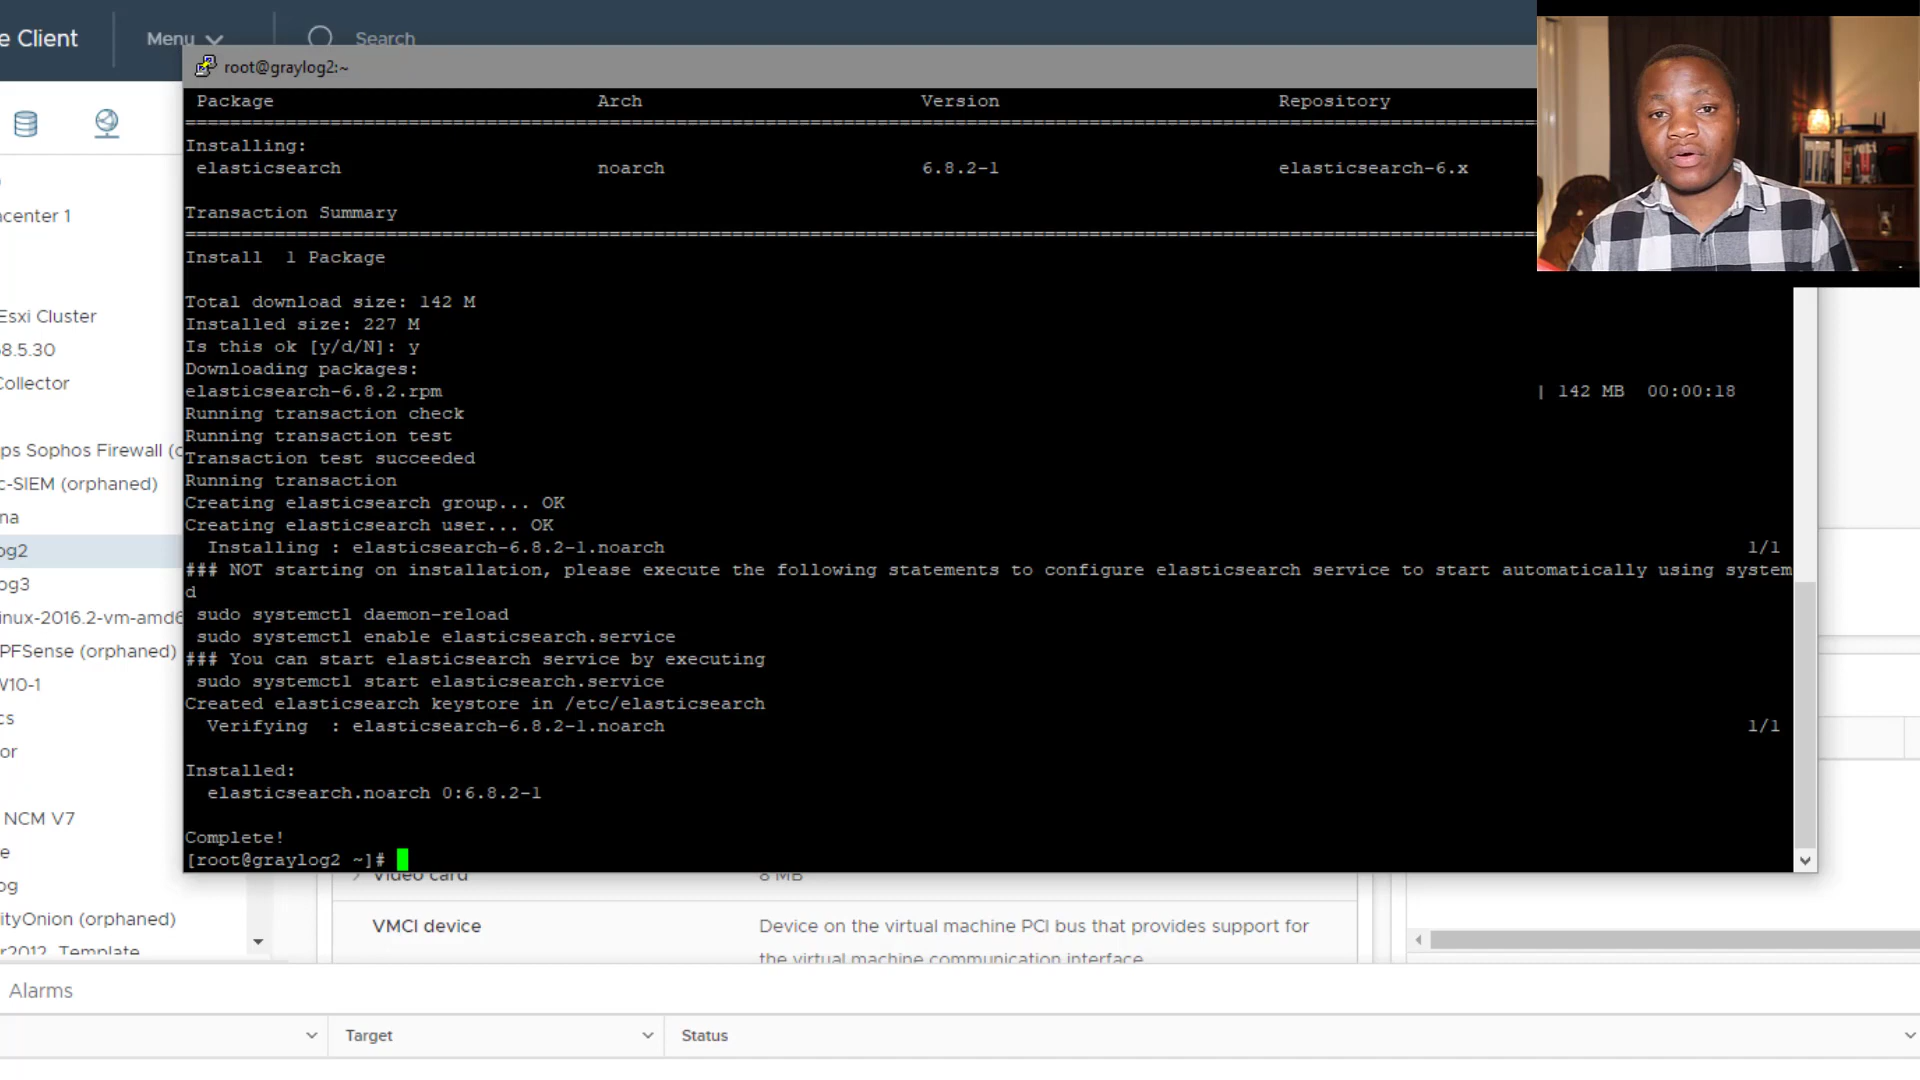 e Client
Menu
Search
root@graylog2:~
Package Arch Version Repository
Installing:
elasticsearch noarch 6.8.2-1 elasticsearch-6.x
Transaction Summary
Install 1 Package
Total download size: 142 M
Installed size: 227 M
Is this ok [y/d/N]: y
Downloading packages:
elasticsearch-6.8.2.rpm | 142 MB 00:00:18
Running transaction check
Running transaction test
Transaction test succeeded
Running transaction
Creating elasticsearch group... OK
Creating elasticsearch user... OK
Installing : elasticsearch-6.8.2-1.noarch 1/1
### NOT starting on installation, please execute the following statements to configure elasticsearch service to start automatically using system
d
sudo systemctl daemon-reload
sudo systemctl enable elasticsearch.service
### You can start elasticsearch service by executing
sudo systemctl start elasticsearch.service
Created elasticsearch keystore in /etc/elasticsearch
Verifying : elasticsearch-6.8.2-1.noarch 1/1
Installed:
elasticsearch.noarch 0:6.8.2-1
Complete!
[root@graylog2 ~]#
ncenter 1
Esxi Cluster
8.5.30
Collector
ps Sophos Firewall (c
c-SIEM (orphaned)
na
og2
og3
inux-2016.2-vm-amd6
PFSense (orphaned)
W10-1
cs
or
NCM V7
e
og
ityOnion (orphaned)
r2012_Template
Video card 8 MB
VMCI device
Device on the virtual machine PCI bus that provides support for
the virtual machine communication interface
Alarms
Target
Status